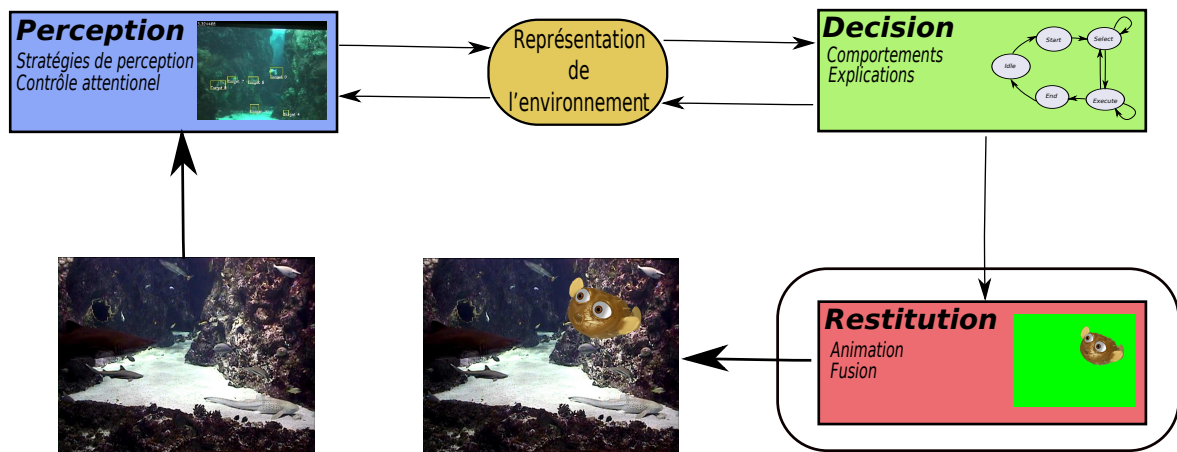 Perception
Stratégies de perception
Contrôle attentionel
Représentation
de
l'environnement
Decision
Comportements
Explications
Start
Select
Idle
End
Execute
Restitution
Animation
Fusion